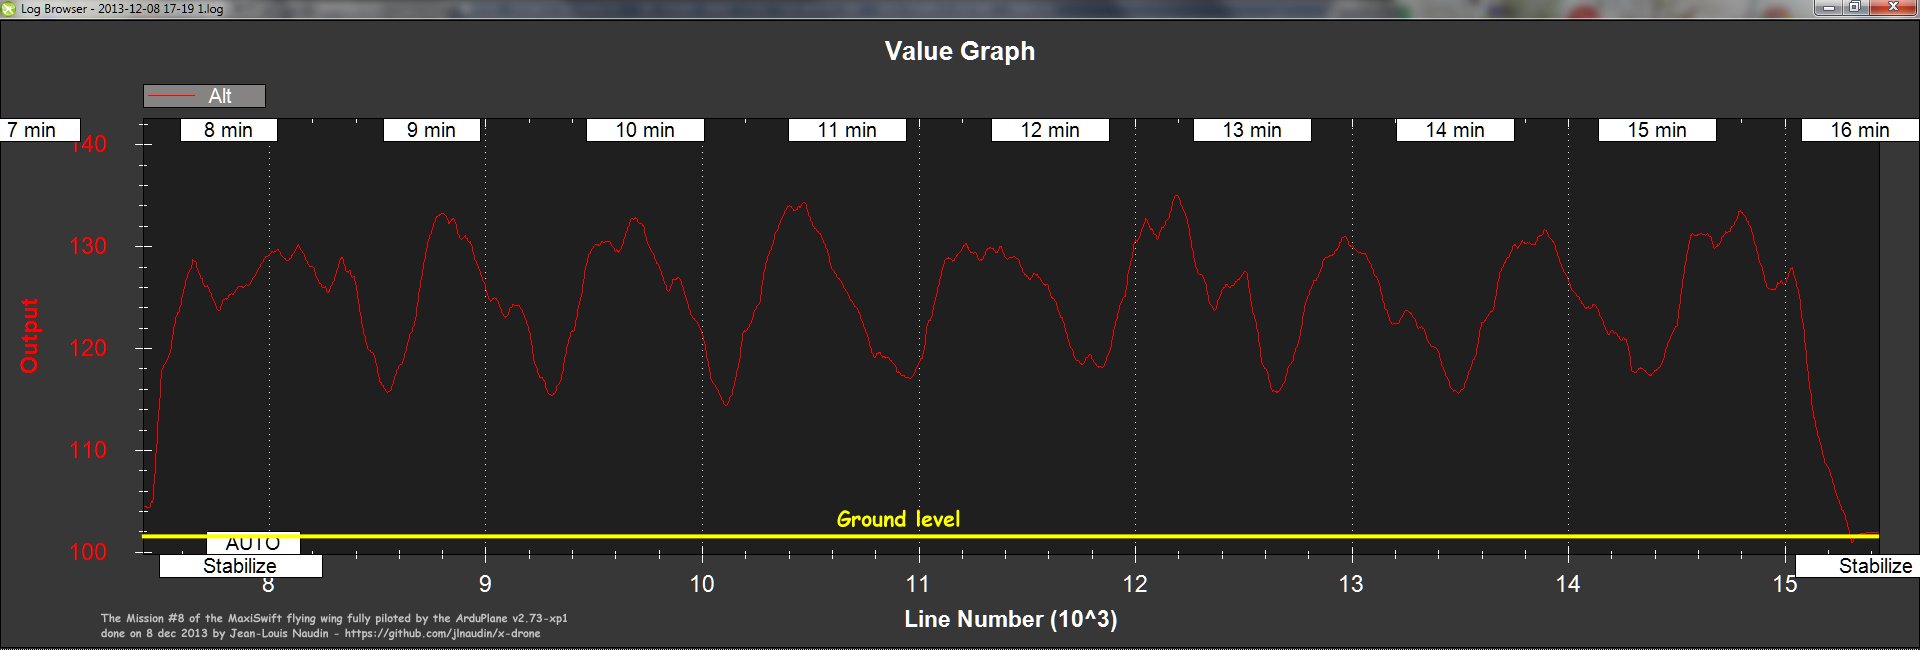 Log Browser - 2013-12-08 17-19 1.log
Value Graph
Alt
7 min 8 min 9 min 10 min 11 min 12 min 13 min 14 min 15 min 16 min
140
130
120
110
100
Output
Ground level
AUTO
Stabilize Stabilize
8 9 10 11 12 13 14 15
Line Number (10^3)
The Mission #8 of the MaxiSwift flying wing fully piloted by the ArduPlane v2.73-xp1
done on 8 dec 2013 by Jean-Louis Naudin - https://github.com/jlnaudin/x-drone